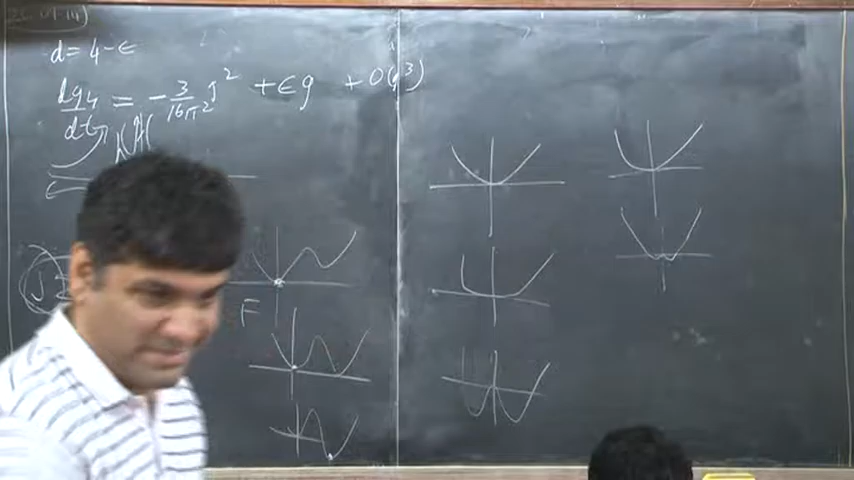 d = 4 - ϵ
dg₄/dt = - 3/16π² g² + ϵg + O(g³)
F